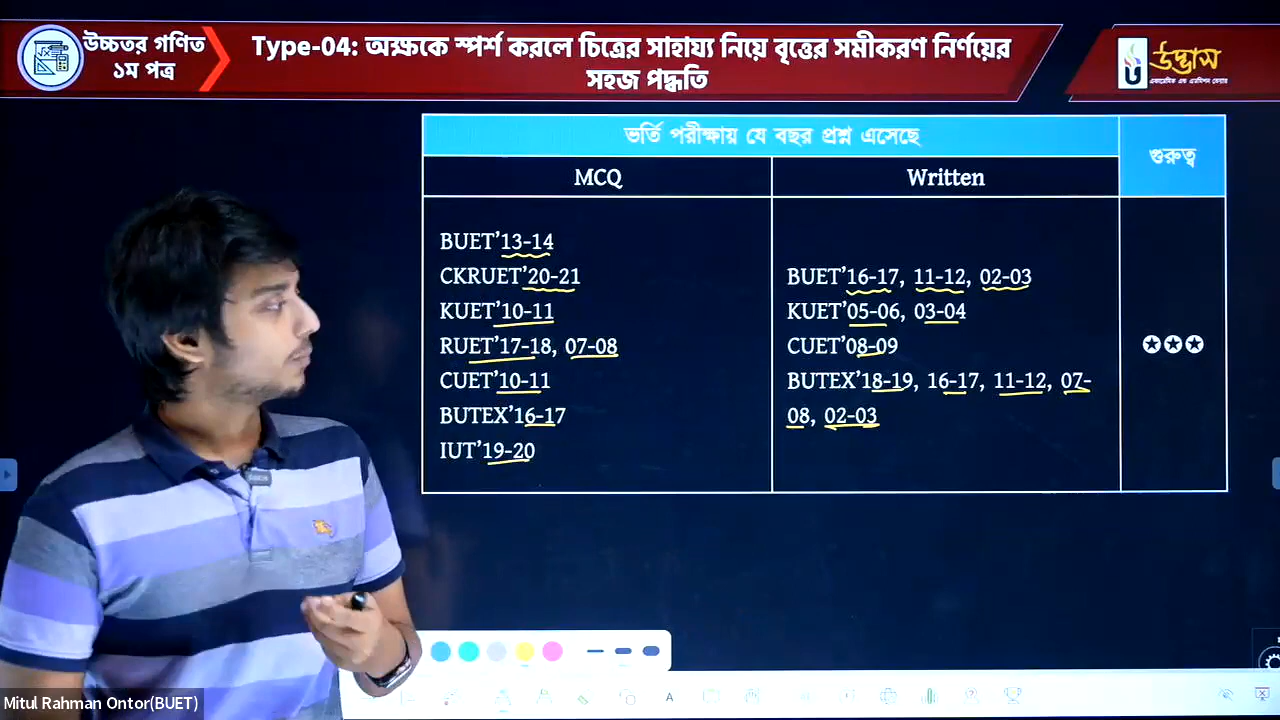 উচ্চতর গণিত
১ম পত্র
Type-04: অক্ষকে স্পর্শ করলে চিত্রের সাহায্য নিয়ে বৃত্তের সমীকরণ নির্ণয়ের
সহজ পদ্ধতি
U
উদ্ভাস
একাডেমিক এন্ড এডমিশন কেয়ার
ভর্তি পরীক্ষায় যে বছর প্রশ্ন এসেছে
গুরুত্ব
MCQ
Written
BUET’13-14
CKRUET’20-21
KUET’10-11
RUET’17-18, 07-08
CUET’10-11
BUTEX’16-17
IUT’19-20
BUET’16-17, 11-12, 02-03
KUET’05-06, 03-04
CUET’08-09
BUTEX’18-19, 16-17, 11-12, 07-
08, 02-03
A
Mitul Rahman Ontor(BUET)